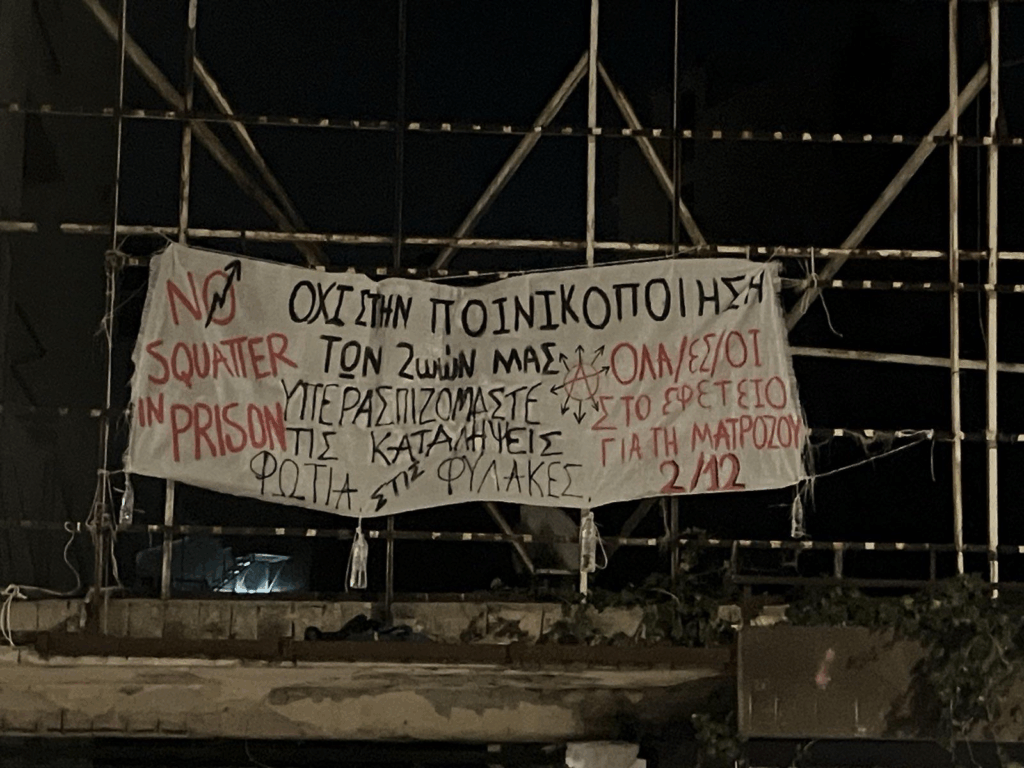 NO
SQUATTER
IN PRISON
ΟΧΙ ΣΤΗΝ ΠΟΙΝΙΚΟΠΟΙΗΣΗ
ΤΩΝ Ζωών ΜΑΣ
ΥΠΕΡΑΣΠΙΖΟΜΑΣΤΕ
ΤΙΣ ΚΑΤΑΛΗΨΕΙΣ
ΦΩΤΙΑ ΣΤΙΣ ΦΥΛΑΚΕΣ
ΟΛΑ/ΕΣ/ΟΙ
ΣΤΟ ΕΦΕΤΕΙΟ
ΓΙΑ ΤΗ ΜΑΤΡΟΖΟΥ
2/12